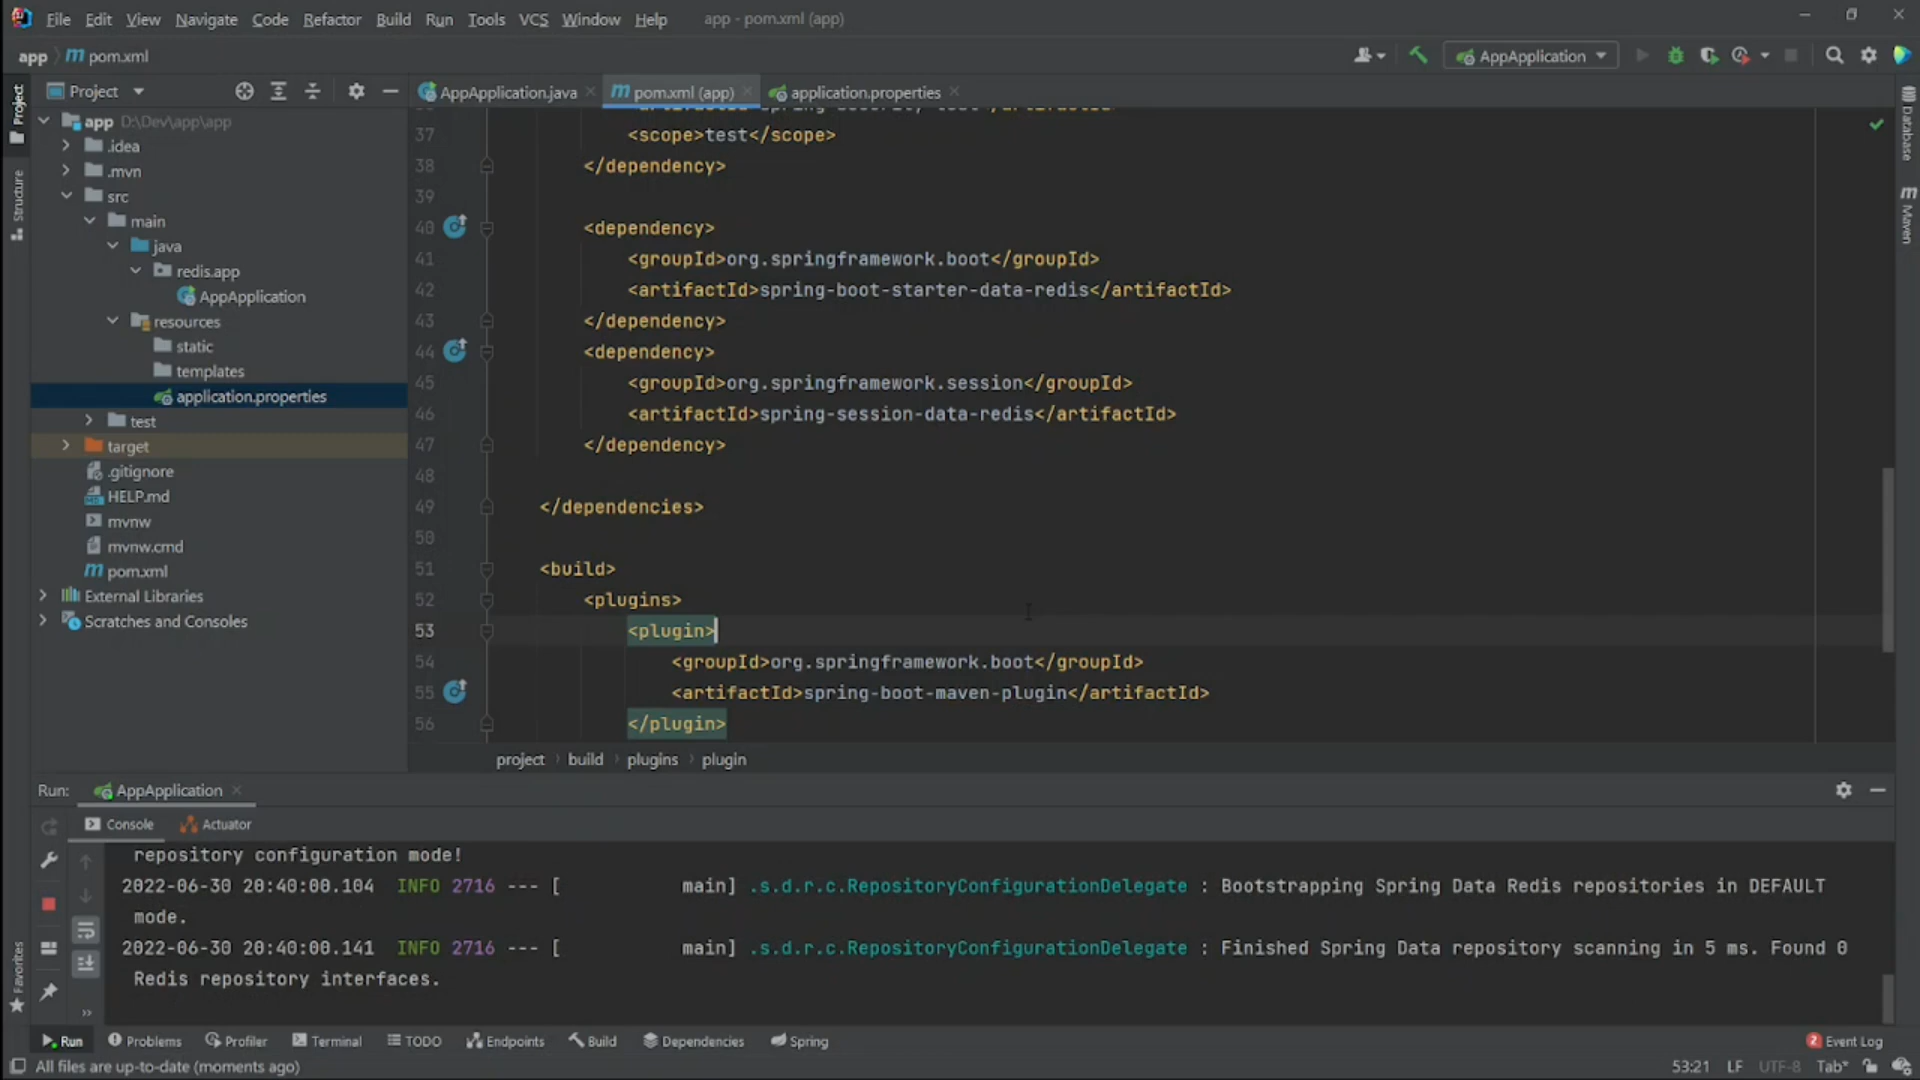 File Edit View Navigate Code Refactor Build Run Tools VCS Window Help app - pom.xml (app)
app pom.xml
AppApplication
Project
AppApplication.java pom.xml (app) application.properties
Project
Structure
Favorites
Database
Maven
app D:\Dev\app\app
.idea
.mvn
src
main
java
redis.app
AppApplication
resources
static
templates
application.properties
test
target
.gitignore
HELP.md
mvnw
mvnw.cmd
pom.xml
External Libraries
Scratches and Consoles
37 <scope>test</scope>
38 </dependency>
39
40 <dependency>
41 <groupId>org.springframework.boot</groupId>
42 <artifactId>spring-boot-starter-data-redis</artifactId>
43 </dependency>
44 <dependency>
45 <groupId>org.springframework.session</groupId>
46 <artifactId>spring-session-data-redis</artifactId>
47 </dependency>
48
49 </dependencies>
50
51 <build>
52 <plugins>
53 <plugin>
54 <groupId>org.springframework.boot</groupId>
55 <artifactId>spring-boot-maven-plugin</artifactId>
56 </plugin>
project build plugins plugin
Run: AppApplication
Console Actuator
repository configuration mode!
2022-06-30 20:40:00.104 INFO 2716 --- [ main] .s.d.r.c.RepositoryConfigurationDelegate : Bootstrapping Spring Data Redis repositories in DEFAULT
mode.
2022-06-30 20:40:00.141 INFO 2716 --- [ main] .s.d.r.c.RepositoryConfigurationDelegate : Finished Spring Data repository scanning in 5 ms. Found 0
Redis repository interfaces.
Run Problems Profiler Terminal TODO Endpoints Build Dependencies Spring 2 Event Log
All files are up-to-date (moments ago) 53:21 LF UTF-8 Tab*